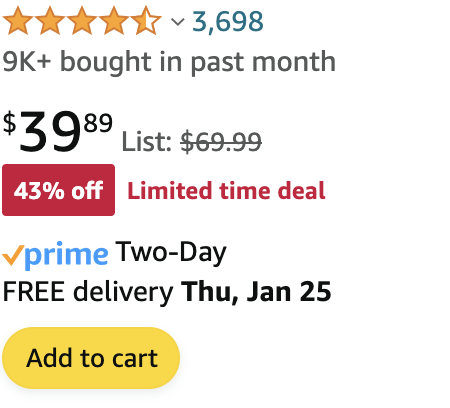 3,698
9K+ bought in past month
$39.89 List: $69.99
43% off Limited time deal
prime Two-Day
FREE delivery Thu, Jan 25
Add to cart